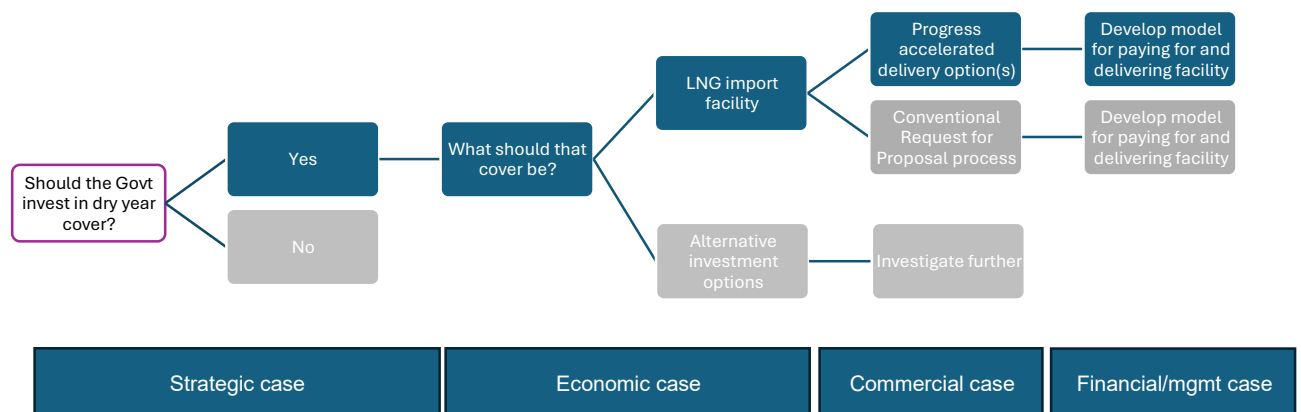 Should the Govt
invest in dry year
cover?
Yes
No
What should that
cover be?
LNG import
facility
Alternative
investment
options
Progress
accelerated
delivery option(s)
Conventional
Request for
Proposal process
Investigate further
Develop model
for paying for and
delivering facility
Develop model
for paying for and
delivering facility
Strategic case
Economic case
Commercial case
Financial/mgmt case